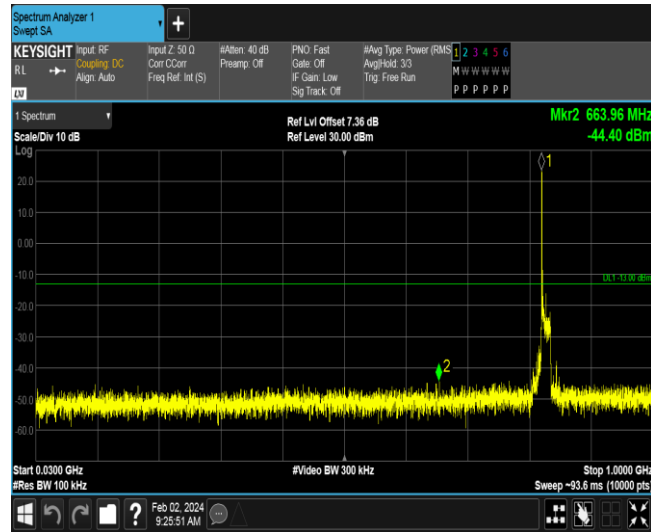 Spectrum Analyzer 1
Swept SA
+
KEYSIGHT Input: RF Input Z: 50 Ω #Atten: 40 dB PNO: Fast #Avg Type: Power (RMS 1 2 3 4 5 6
RL Coupling: DC Corr CCorr Preamp: Off Gate: Off Avg|Hold: 3/3 M W W W W W
Align: Auto Freq Ref: Int (S) IF Gain: Low Trig: Free Run
LXI Sig Track: Off P P P P P P
1 Spectrum Ref Lvl Offset 7.36 dB Mkr2 663.96 MHz
Scale/Div 10 dB Ref Level 30.00 dBm -44.40 dBm
Log
1
20.0
10.0
0.00
-10.0
DL1 -13.00 dBm
-20.0
-30.0
-40.0
2
-50.0
-60.0
Start 0.0300 GHz #Video BW 300 kHz Stop 1.0000 GHz
#Res BW 100 kHz Sweep ~93.6 ms (10000 pts)
? Feb 02, 2024
9:25:51 AM